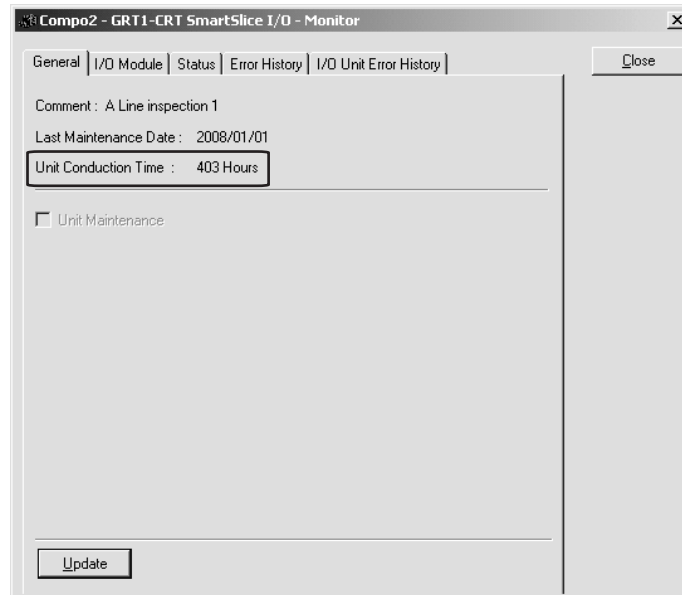 Compo2 - GRT1-CRT SmartSlice I/O - Monitor
General I/O Module Status Error History I/O Unit Error History
Close
Comment : A Line inspection 1
Last Maintenance Date : 2008/01/01
Unit Conduction Time : 403 Hours
Unit Maintenance
Update